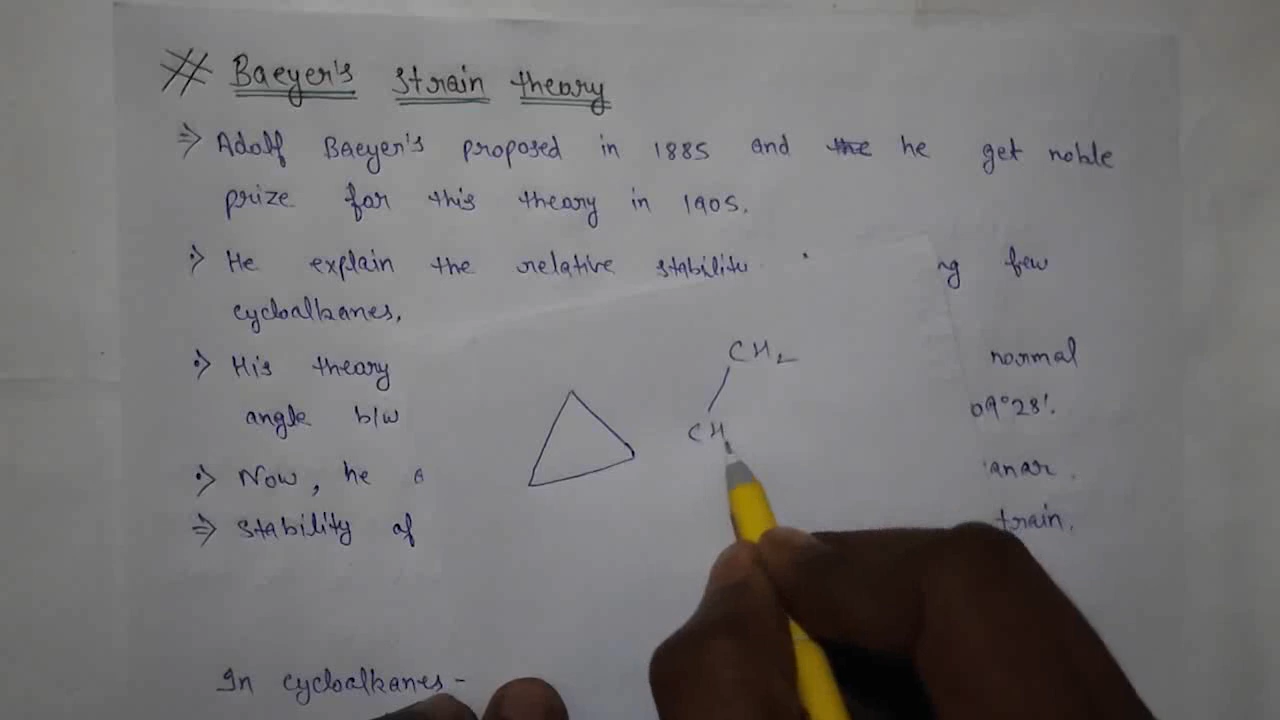 # Baeyer's strain theory
⇒ Adolf Baeyer's proposed in 1885 and the he get noble
prize for this theory in 1905.
⇒ He explain the relative stability few
cycloalkanes.
⇒ His theory normal
angle b/w 09°28'.
CH2
CH
⇒ Now, he anar.
⇒ stability of train.
In cycloalkanes -